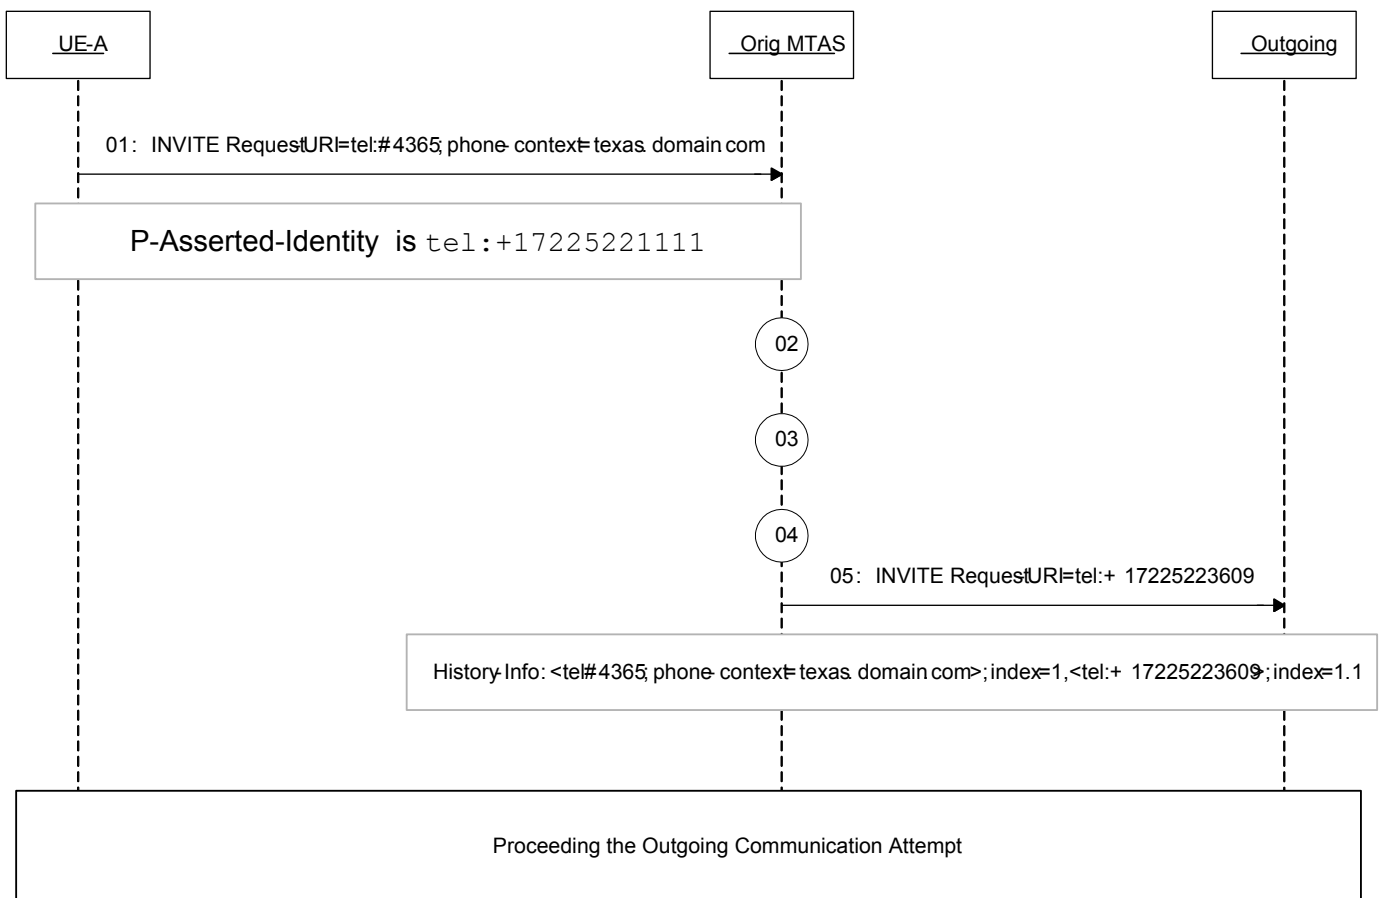 UE-A
Orig MTAS
Outgoing
01: INVITE RequestURI=tel:#4365; phone-context=texas.domain.com
P-Asserted-Identity is tel:+17225221111
02
03
04
05: INVITE RequestURI=tel:+ 17225223609
History-Info: <tel#4365; phone-context=texas.domain.com>; index=1,<tel:+ 17225223609>; index=1.1
Proceeding the Outgoing Communication Attempt